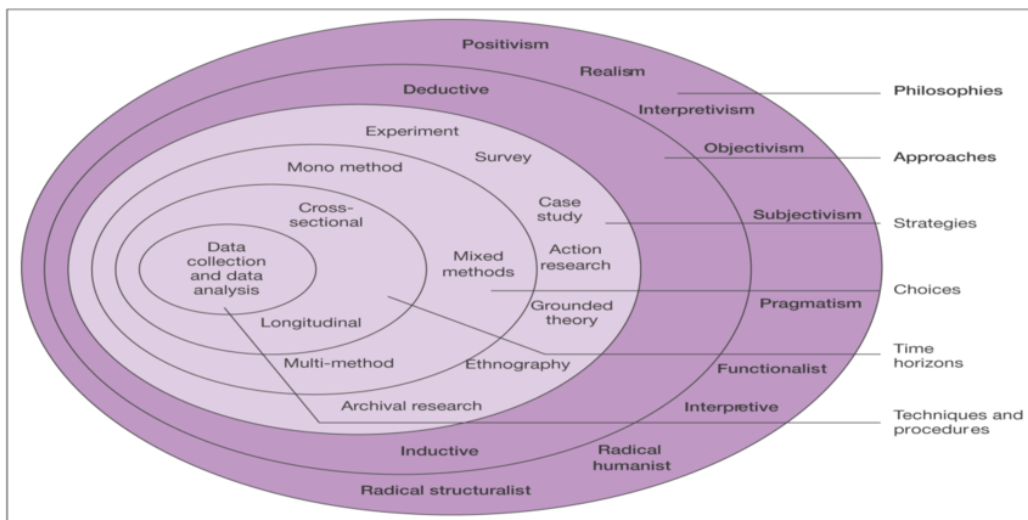 Positivism
Realism
Philosophies
Deductive
Interpretivism
Experiment
Objectivism
Survey
Approaches
Mono method
Case
study
Subjectivism
Strategies
Cross-
sectional
Data
collection
and data
analysis
Mixed
methods
Action
research
Choices
Grounded
theory
Pragmatism
Longitudinal
Time
horizons
Multi-method
Ethnography
Functionalist
Archival research
Interpretive
Techniques and
procedures
Inductive
Radical
humanist
Radical structuralist